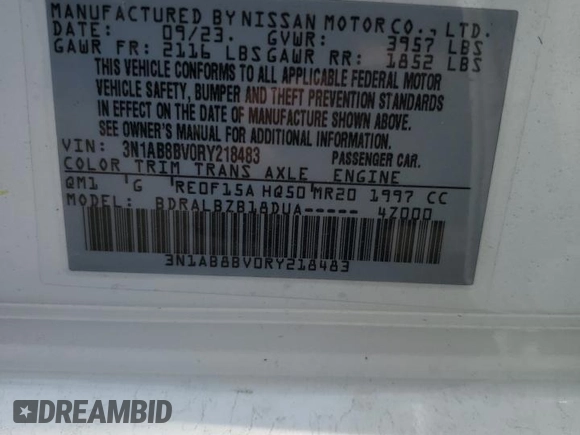 MANUFACTURED BY NISSAN MOTOR CO., LTD.
DATE: 09/23. GVWR: 3957 LBS
GAWR FR: 2116 LBS GAWR RR: 1852 LBS
THIS VEHICLE CONFORMS TO ALL APPLICABLE FEDERAL MOTOR
VEHICLE SAFETY, BUMPER AND THEFT PREVENTION STANDARDS
IN EFFECT ON THE DATE OF MANUFACTURE SHOWN ABOVE.
SEE OWNER'S MANUAL FOR ADDITIONAL INFORMATION.
VIN: 3N1AB8BV0RY218483 PASSENGER CAR.
COLOR TRIM TRANS AXLE ENGINE
QM1 'G 'RE0F15A HQ50'MR20 1997 CC
MODEL: BDRALBZB18DUA----- 47000
3N1AB8BV0RY218483
DREAMBID